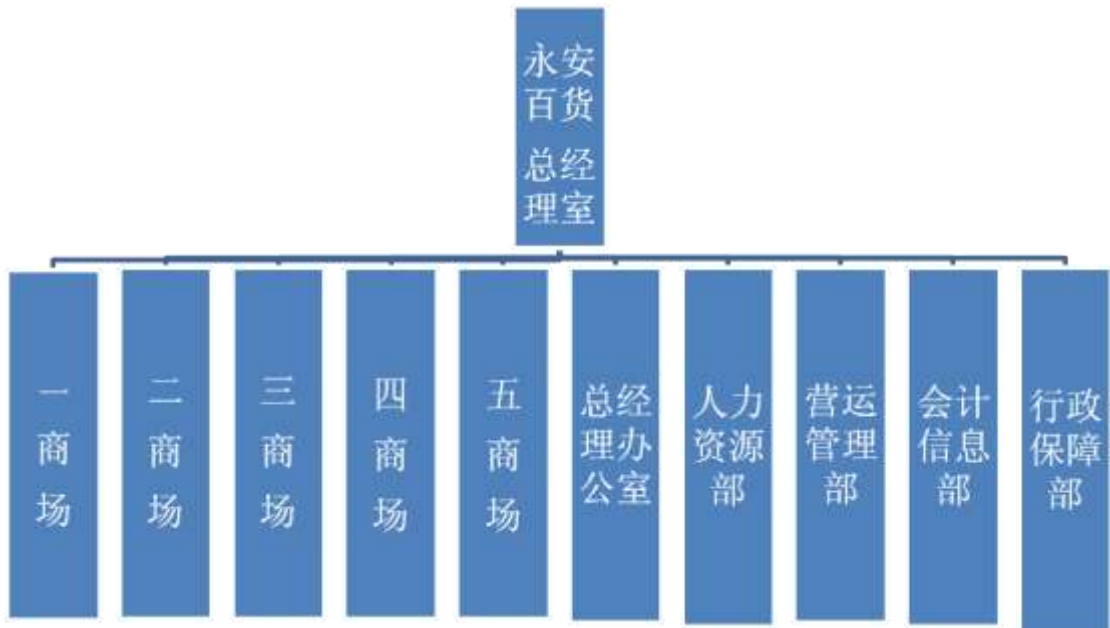 永安
百货
总经
理室
一
商
场
二
商
场
三
商
场
四
商
场
五
商
场
总经
理办
公室
人力
资源
部
营运
管理
部
会计
信息
部
行政
保障
部